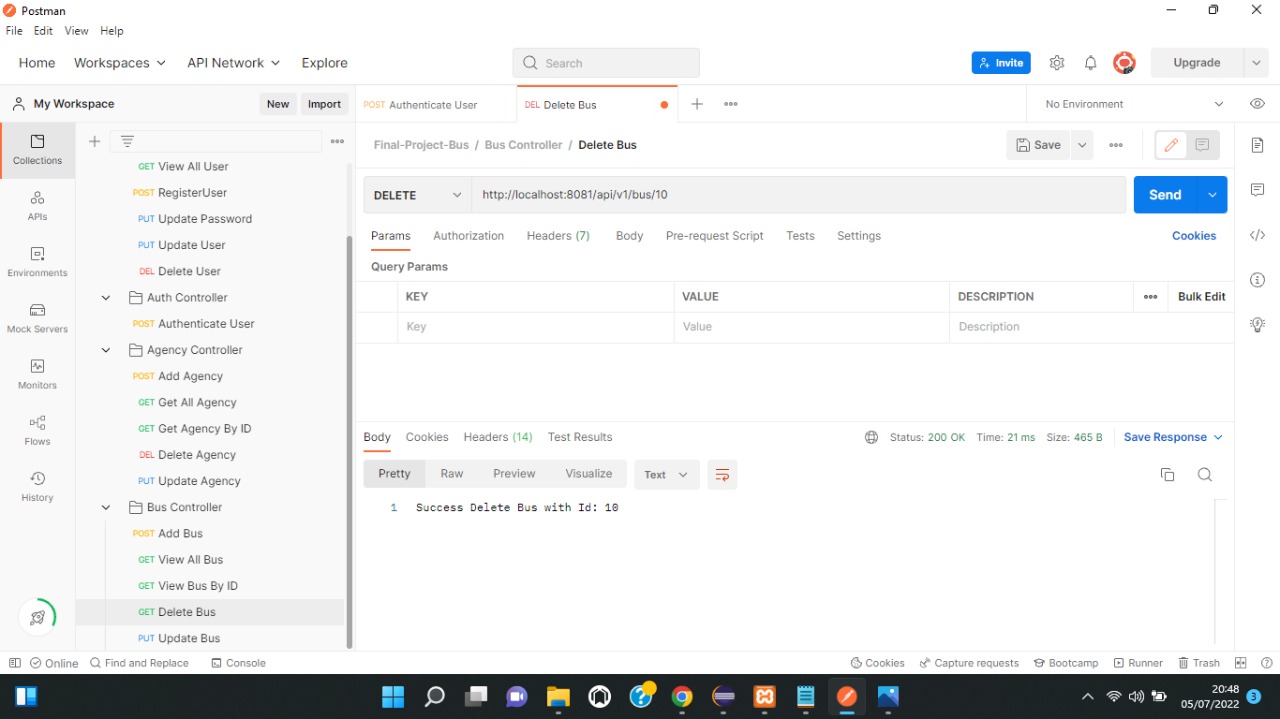 Postman
File Edit View Help
Home Workspaces API Network Explore Search Invite Upgrade
My Workspace New Import POST Authenticate User DEL Delete Bus No Environment
Collections
APIs
Environments
Mock Servers
Monitors
Flows
History
GET View All User
POST RegisterUser
PUT Update Password
PUT Update User
DEL Delete User
Auth Controller
POST Authenticate User
Agency Controller
POST Add Agency
GET Get All Agency
GET Get Agency By ID
DEL Delete Agency
PUT Update Agency
Bus Controller
POST Add Bus
GET View All Bus
GET View Bus By ID
GET Delete Bus
PUT Update Bus
Final-Project-Bus / Bus Controller / Delete Bus Save
DELETE http://localhost:8081/api/v1/bus/10 Send
Params Authorization Headers (7) Body Pre-request Script Tests Settings Cookies
Query Params
KEY VALUE DESCRIPTION Bulk Edit
Key Value Description
Body Cookies Headers (14) Test Results Status: 200 OK Time: 21 ms Size: 465 B Save Response
Pretty Raw Preview Visualize Text
1 Success Delete Bus with Id: 10
Online Find and Replace Console Cookies Capture requests Bootcamp Runner Trash
20:48
05/07/2022 3